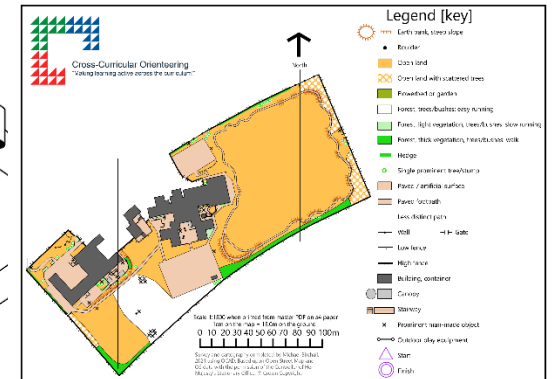 Legend [key]
Cross-Curricular Orienteering
"Making learning active across the curriculum"
North
Earth bank, steep slope
Boulder
Open land
Open land with scattered trees
Flowerbed or garden
Forest, trees/bushes: easy running
Forest, light vegetation, trees/bushes: slow running
Forest, thick vegetation, trees/bushes: walk
Hedge
Single prominent tree/stump
Paved / artificial surface
Paved footpath
Less distinct path
Wall
Gate
Low fence
High fence
Building, container
Canopy
Stairway
Prominent man-made object
Outdoor play equipment
Start
Finish
0 10 20 30 40 50 60 70 80 90 100m